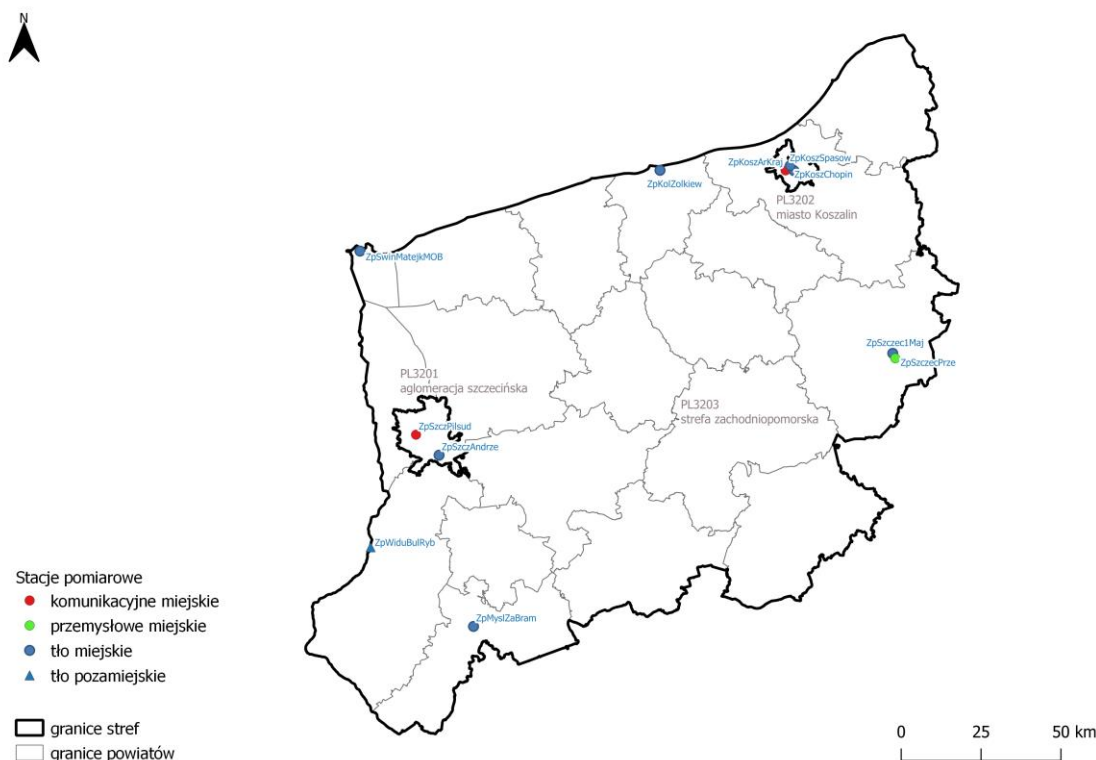 N
ZpKoszArKraj
ZpKoszSpasow
ZpKoszChopin
ZpKolZolkiew
PL3202
miasto Koszalin
ZpSwinMatejkMOB
ZpSzczec1Maj
ZpSzczecPrze
PL3201
aglomeracja szczecińska
PL3203
strefa zachodniopomorska
ZpSzczPilsud
ZpSzczAndrze
ZpWiduBulRyb
ZpMyslZaBram
Stacje pomiarowe
komunikacyjne miejskie
przemysłowe miejskie
tło miejskie
tło pozamiejskie
granice stref
granice powiatów
0 25 50 km